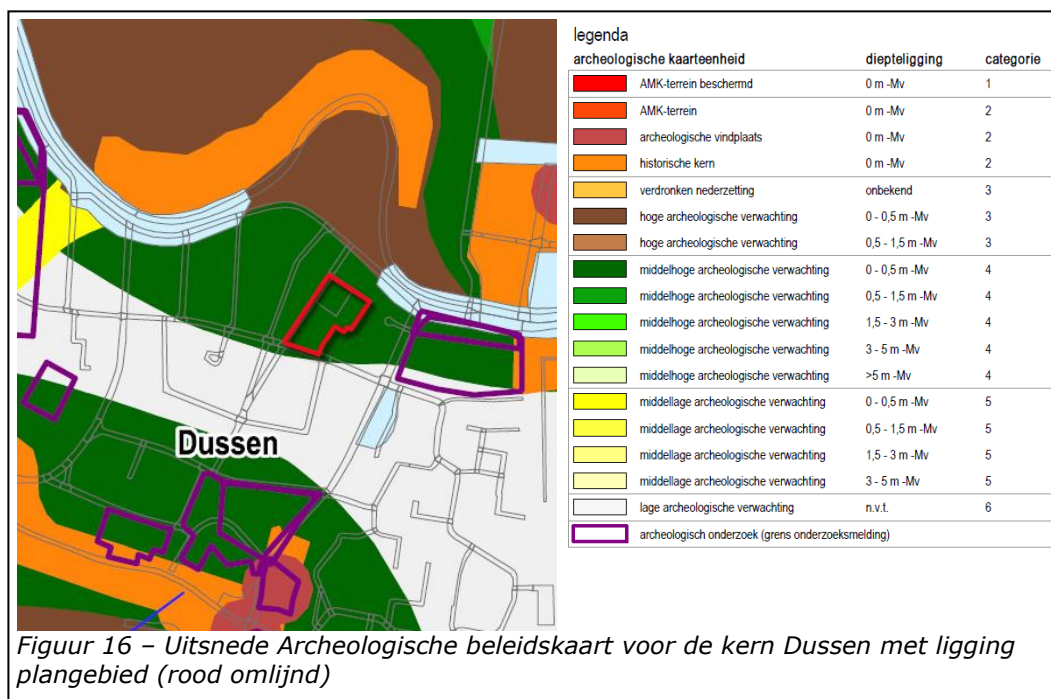 legenda
archeologische kaarteenheid diepteligging categorie
AMK-terrein beschermd 0 m -Mv 1
AMK-terrein 0 m -Mv 2
archeologische vindplaats 0 m -Mv 2
historische kern 0 m -Mv 2
verdronken nederzetting onbekend 3
hoge archeologische verwachting 0 - 0,5 m -Mv 3
hoge archeologische verwachting 0,5 - 1,5 m -Mv 3
middelhoge archeologische verwachting 0 - 0,5 m -Mv 4
middelhoge archeologische verwachting 0,5 - 1,5 m -Mv 4
middelhoge archeologische verwachting 1,5 - 3 m -Mv 4
middelhoge archeologische verwachting 3 - 5 m -Mv 4
middelhoge archeologische verwachting >5 m -Mv 4
middellage archeologische verwachting 0 - 0,5 m -Mv 5
middellage archeologische verwachting 0,5 - 1,5 m -Mv 5
middellage archeologische verwachting 1,5 - 3 m -Mv 5
middellage archeologische verwachting 3 - 5 m -Mv 5
lage archeologische verwachting n.v.t. 6
archeologisch onderzoek (grens onderzoeksmelding)
Dussen
Figuur 16 – Uitsnede Archeologische beleidskaart voor de kern Dussen met ligging
plangebied (rood omlijnd)